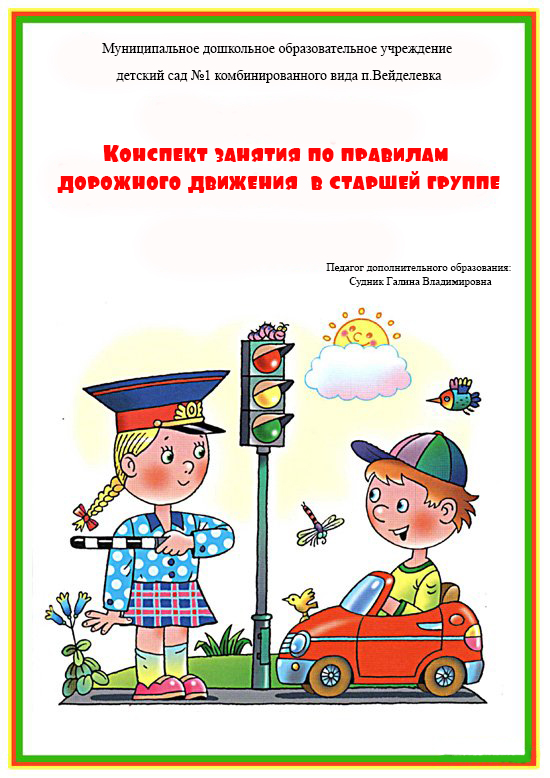 Муниципальное дошкольное образовательное учреждение
детский сад №1 комбинированного вида п.Вейделевка
Конспект занятия по правилам
дорожного движения в старшей группе
Педагог дополнительного образования:
Судник Галина Владимировна